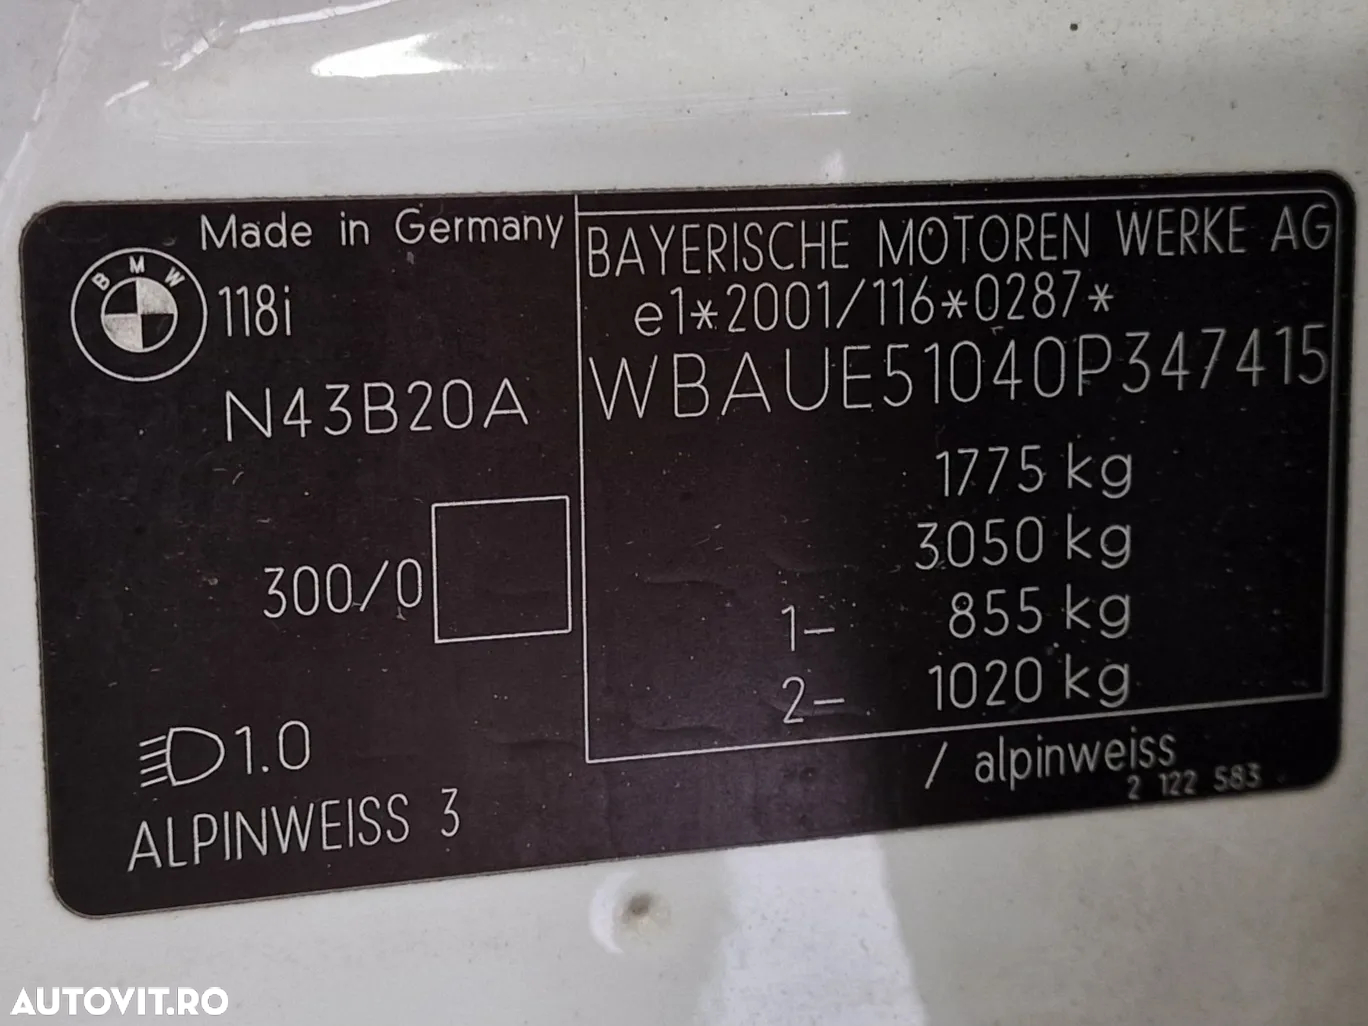 Made in Germany
BMW
118i
N43B20A
300/0
1.0
ALPINWEISS 3
BAYERISCHE MOTOREN WERKE AG
e1*2001/116*0287*
WBAUE51040P347415
1775 kg
3050 kg
1- 855 kg
2- 1020 kg
/ alpinweiss
2 122 583
AUTOVIT.RO